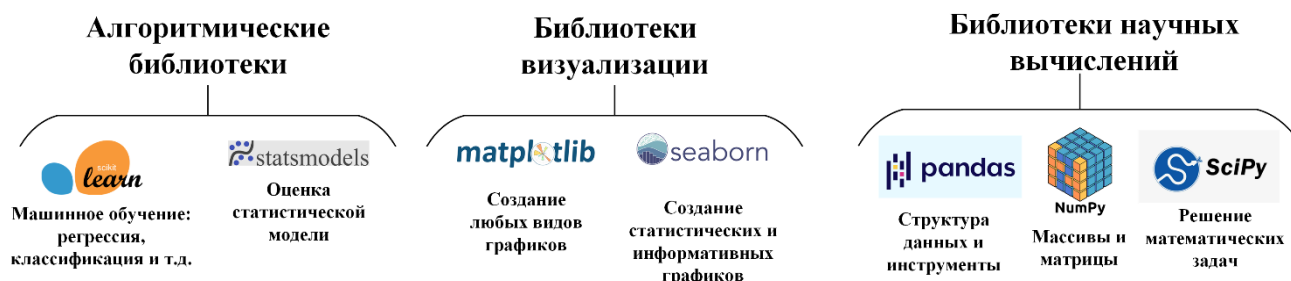 Алгоритмические
библиотеки
scikit
learn
Машинное обучение:
регрессия,
классификация и т.д.
statsmodels
Оценка
статистической
модели
Библиотеки
визуализации
matplotlib
Создание
любых видов
графиков
seaborn
Создание
статистических и
информативных
графиков
Библиотеки научных
вычислений
pandas
Структура
данных и
инструменты
NumPy
Массивы и
матрицы
SciPy
Решение
математических
задач